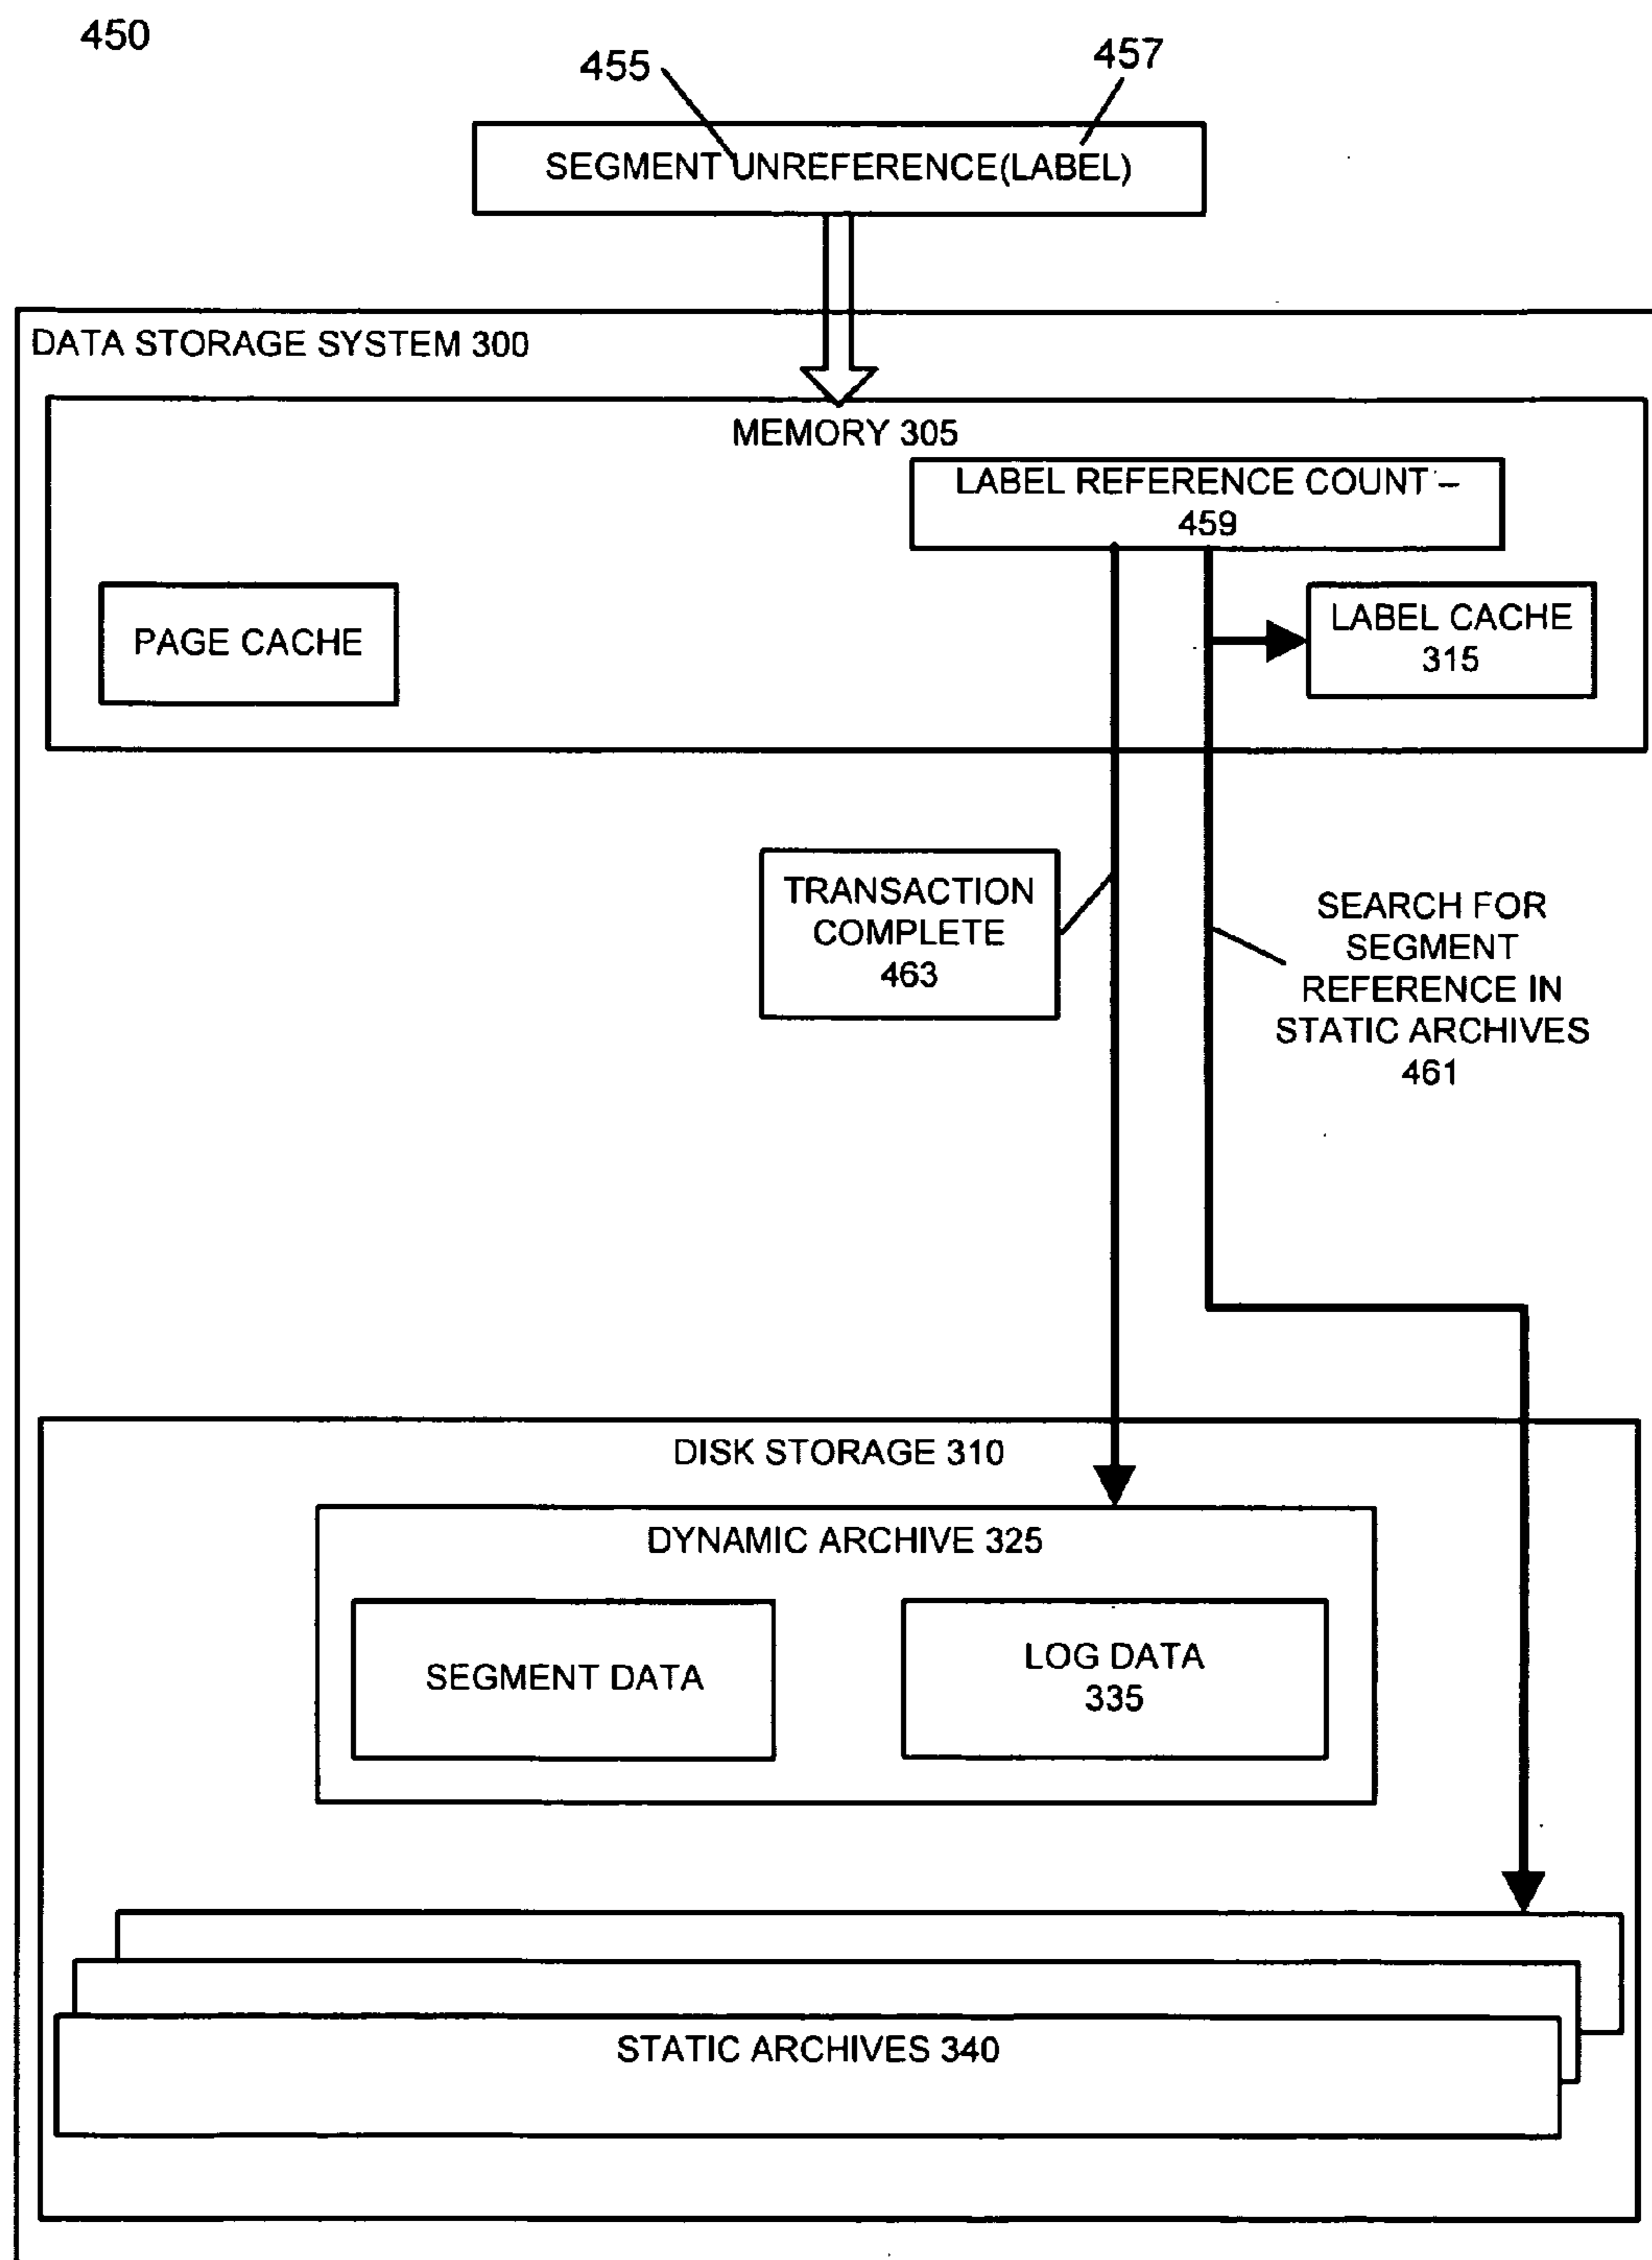 450
455
457
SEGMENT UNREFERENCE(LABEL)
DATA STORAGE SYSTEM 300
MEMORY 305
LABEL REFERENCE COUNT –
459
PAGE CACHE
LABEL CACHE
315
TRANSACTION
COMPLETE
463
SEARCH FOR
SEGMENT
REFERENCE IN
STATIC ARCHIVES
461
DISK STORAGE 310
DYNAMIC ARCHIVE 325
SEGMENT DATA
LOG DATA
335
STATIC ARCHIVES 340